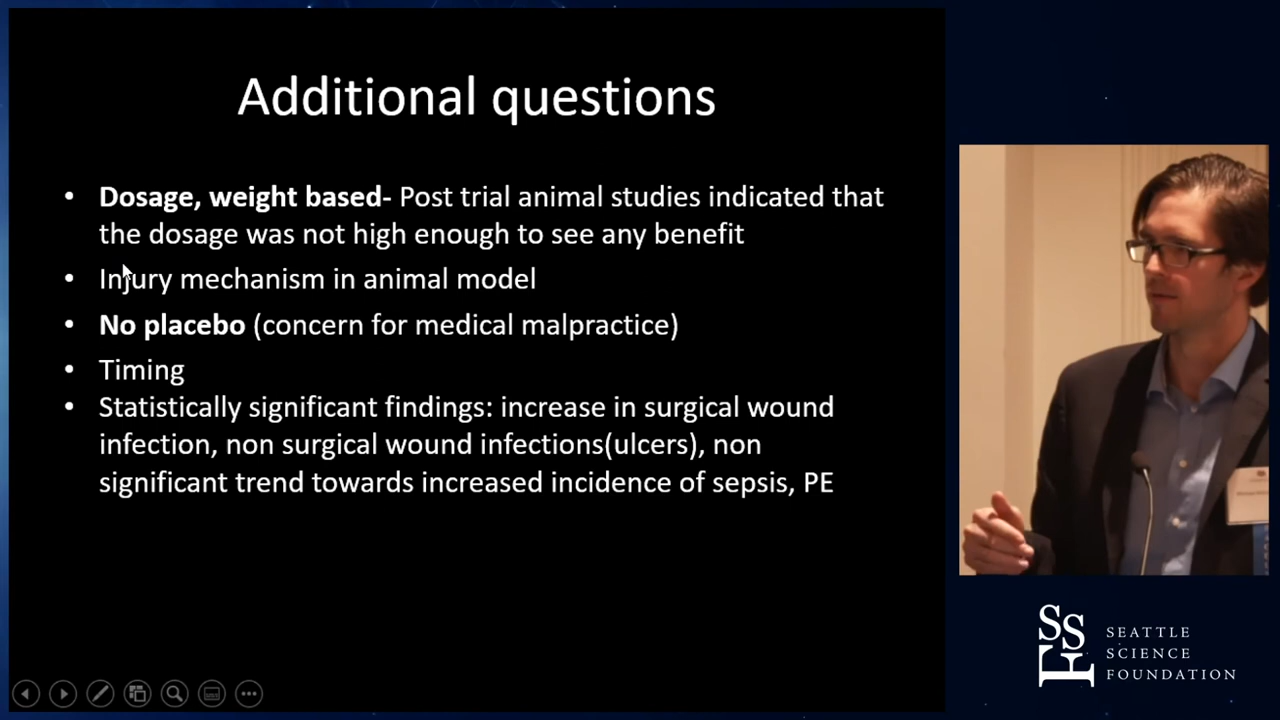 Additional questions
• Dosage, weight based- Post trial animal studies indicated that
the dosage was not high enough to see any benefit
• Injury mechanism in animal model
• No placebo (concern for medical malpractice)
• Timing
• Statistically significant findings: increase in surgical wound
infection, non surgical wound infections(ulcers), non
significant trend towards increased incidence of sepsis, PE
SSF
SEATTLE
SCIENCE
FOUNDATION